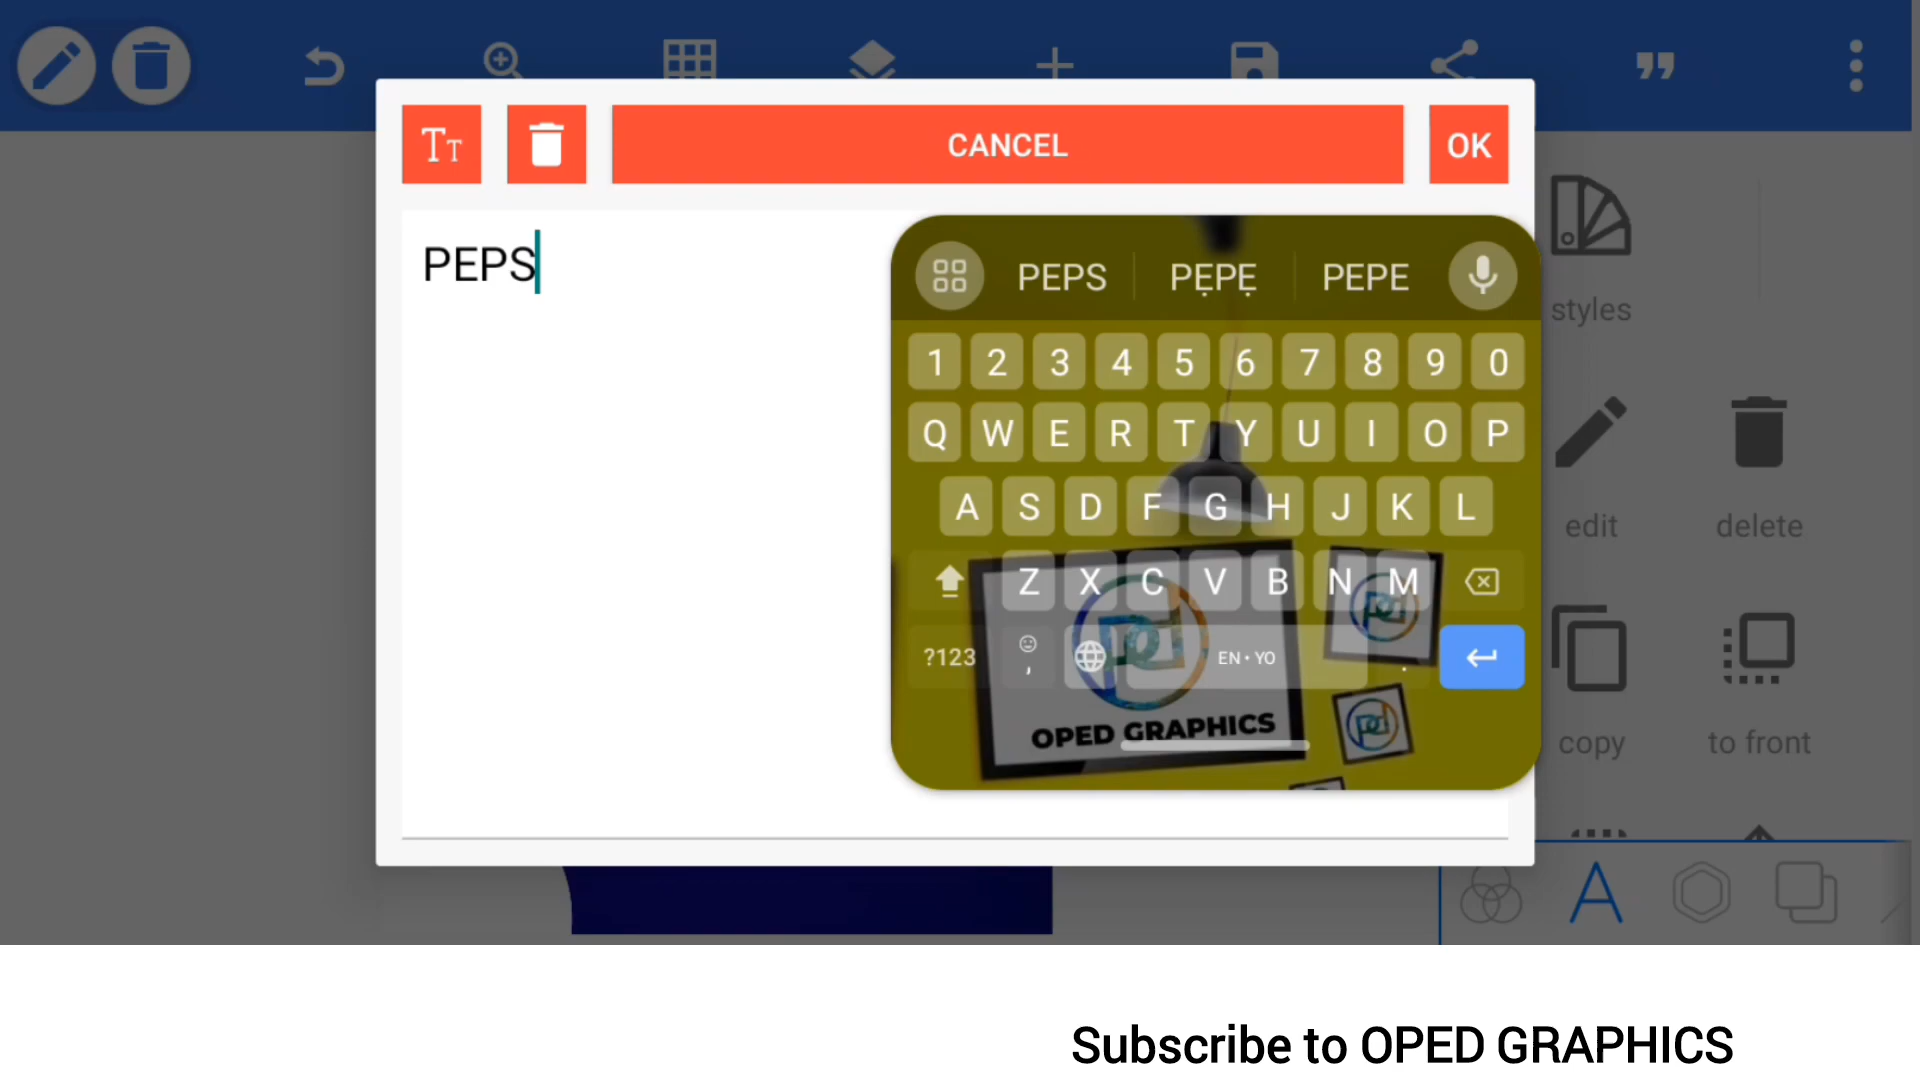 CANCEL
OK
PEPS
PEPS PẸPẸ PEPE
1 2 3 4 5 6 7 8 9 0
Q W E R T Y U I O P
A S D F G H J K L
Z X C V B N M
?123 , EN • YO .
OPED GRAPHICS
styles
edit delete
copy to front
Subscribe to OPED GRAPHICS